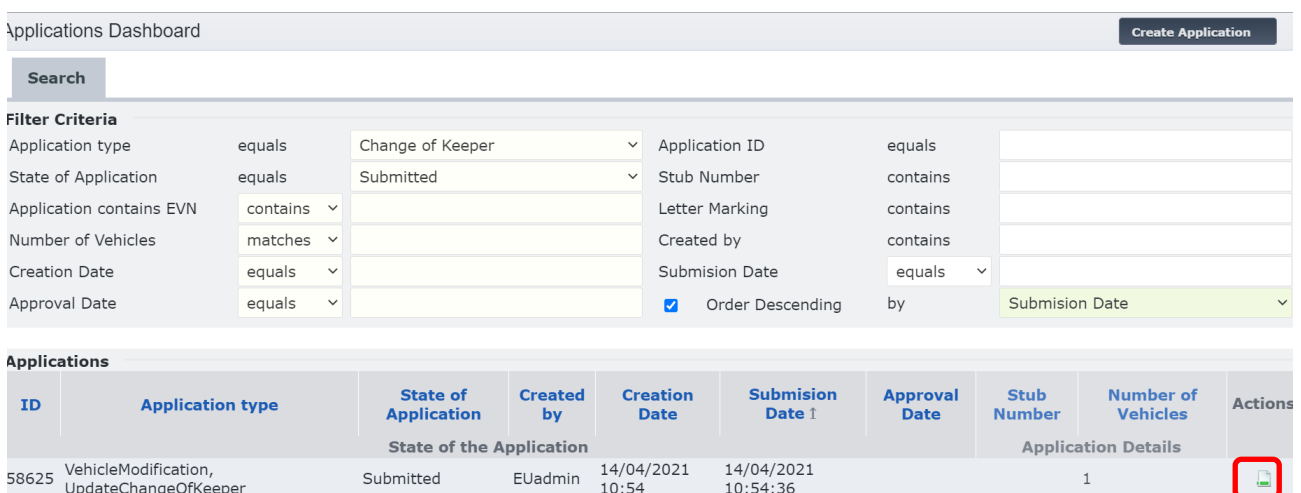 Applications Dashboard
Create Application
Search
Filter Criteria
Application type equals Change of Keeper Application ID equals
State of Application equals Submitted Stub Number contains
Application contains EVN contains Letter Marking contains
Number of Vehicles matches Created by contains
Creation Date equals Submision Date equals
Approval Date equals Order Descending by Submision Date
Applications
ID Application type State of Application Created by Creation Date Submision Date ↑ Approval Date Stub Number Number of Vehicles Actions
State of the Application Application Details
58625 VehicleModification, UpdateChangeOfKeeper Submitted EUadmin 14/04/2021 10:54 14/04/2021 10:54:36 1